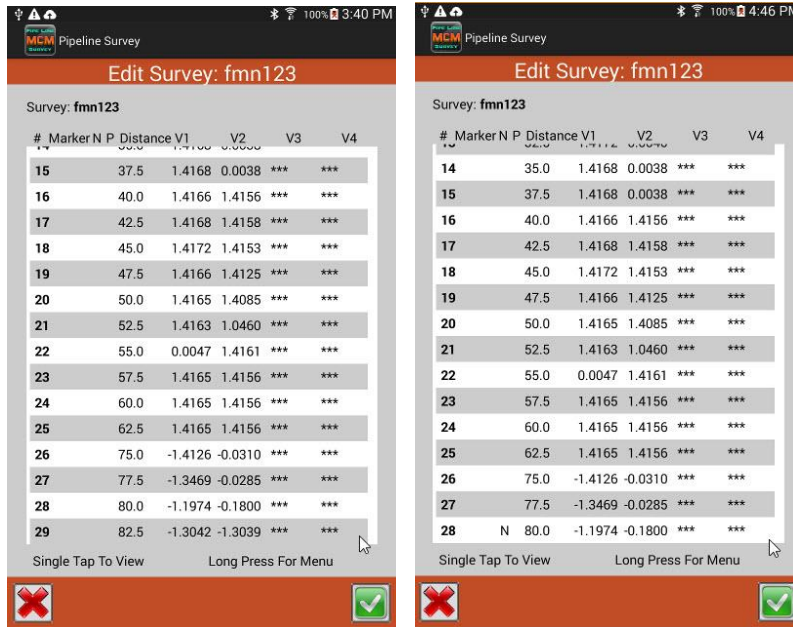 100% 3:40 PM
PIPE LINE
MCM
SURVEY
Pipeline Survey
Edit Survey: fmn123
Survey: fmn123
# Marker N P Distance V1 V2 V3 V4
15 37.5 1.4168 0.0038 *** ***
16 40.0 1.4166 1.4156 *** ***
17 42.5 1.4168 1.4158 *** ***
18 45.0 1.4172 1.4153 *** ***
19 47.5 1.4166 1.4125 *** ***
20 50.0 1.4165 1.4085 *** ***
21 52.5 1.4163 1.0460 *** ***
22 55.0 0.0047 1.4161 *** ***
23 57.5 1.4165 1.4156 *** ***
24 60.0 1.4165 1.4156 *** ***
25 62.5 1.4165 1.4156 *** ***
26 75.0 -1.4126 -0.0310 *** ***
27 77.5 -1.3469 -0.0285 *** ***
28 80.0 -1.1974 -0.1800 *** ***
29 82.5 -1.3042 -1.3039 *** ***
Single Tap To View Long Press For Menu
100% 4:46 PM
PIPE LINE
MCM
SURVEY
Pipeline Survey
Edit Survey: fmn123
Survey: fmn123
# Marker N P Distance V1 V2 V3 V4
14 35.0 1.4168 0.0038 *** ***
15 37.5 1.4168 0.0038 *** ***
16 40.0 1.4166 1.4156 *** ***
17 42.5 1.4168 1.4158 *** ***
18 45.0 1.4172 1.4153 *** ***
19 47.5 1.4166 1.4125 *** ***
20 50.0 1.4165 1.4085 *** ***
21 52.5 1.4163 1.0460 *** ***
22 55.0 0.0047 1.4161 *** ***
23 57.5 1.4165 1.4156 *** ***
24 60.0 1.4165 1.4156 *** ***
25 62.5 1.4165 1.4156 *** ***
26 75.0 -1.4126 -0.0310 *** ***
27 77.5 -1.3469 -0.0285 *** ***
28 N 80.0 -1.1974 -0.1800 *** ***
Single Tap To View Long Press For Menu